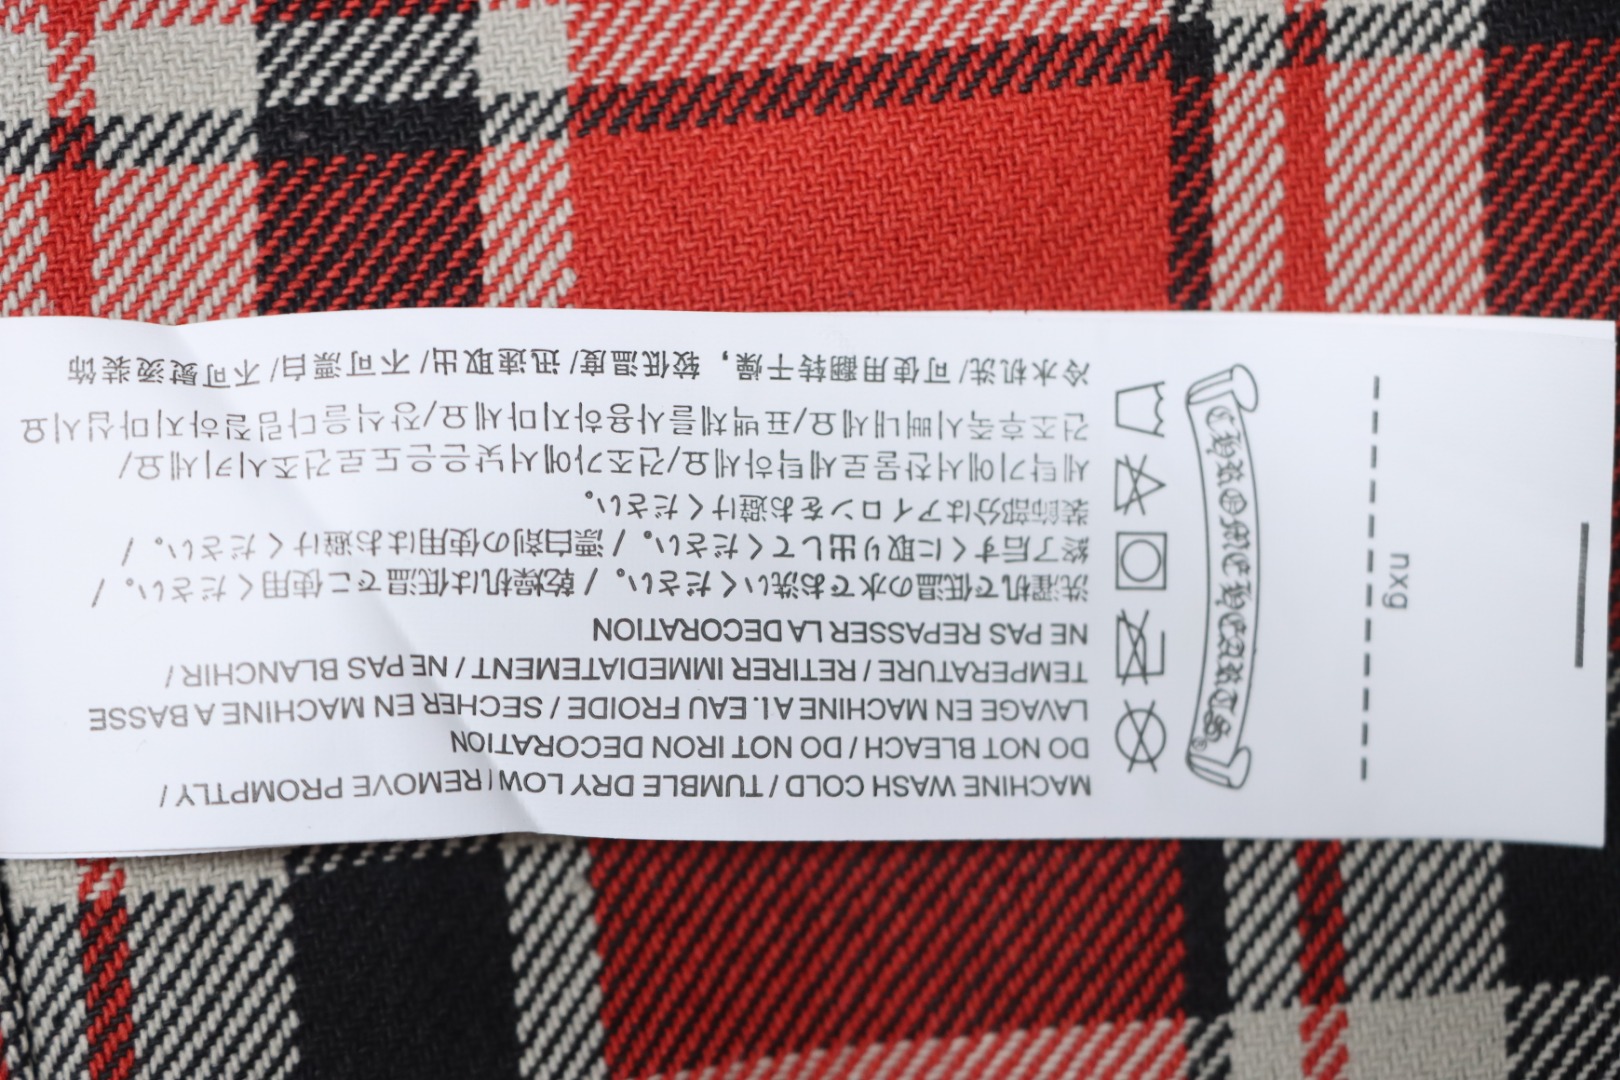 MACHINE WASH COLD / TUMBLE DRY LOW / REMOVE PROMPTLY /
DO NOT BLEACH / DO NOT IRON DECORATION
LAVAGE EN MACHINE A I. EAU FROIDE / SECHER EN MACHINE A BASSE
TEMPERATURE / RETIRER IMMEDIATEMENT / NE PAS BLANCHIR /
NE PAS REPASSER LA DECORATION
洗濯机で低温の水でお洗いください。/ 乾燥机は低温でこ使用ください。/
終了后すくに取り出してください。/ 漂白剤の使用はお避けください。/
装飾部分はアイロンをお避けください。
세탁기에서찬물로세탁하세요/건조기에서낮은온도로건조시키세요/
건조후즉시빼내세요/표백제를사용하지마세요/장식을다림질하지마십시오
冷水机洗/ 可使用翻转干燥，较低温度/ 迅速取出/ 不可漂白/ 不可熨烫装饰
CHROME HEARTS®
nxg